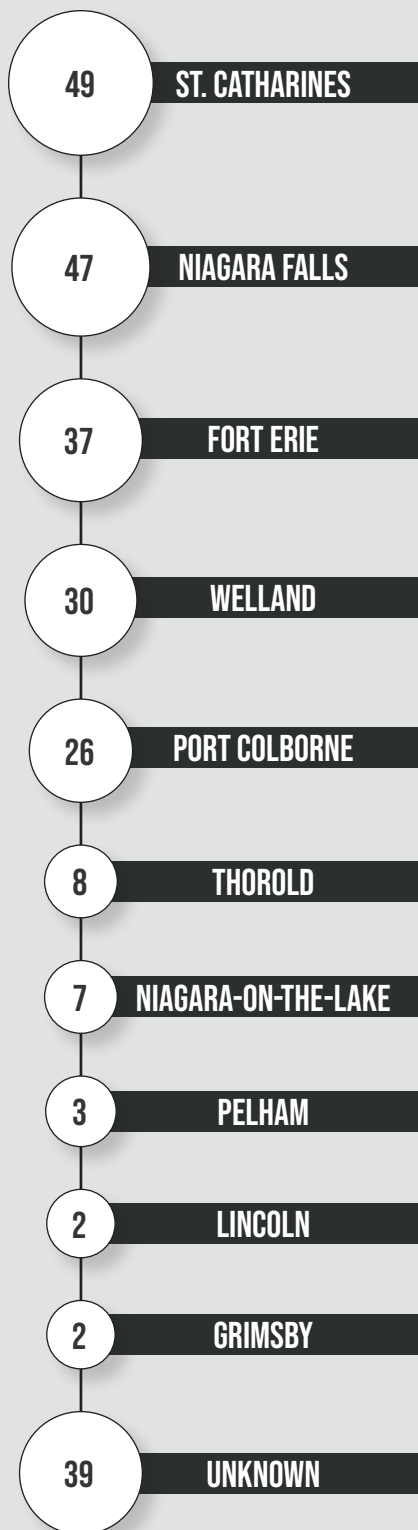 49 ST. CATHARINES
47 NIAGARA FALLS
37 FORT ERIE
30 WELLAND
26 PORT COLBORNE
8 THOROLD
7 NIAGARA-ON-THE-LAKE
3 PELHAM
2 LINCOLN
2 GRIMSBY
39 UNKNOWN